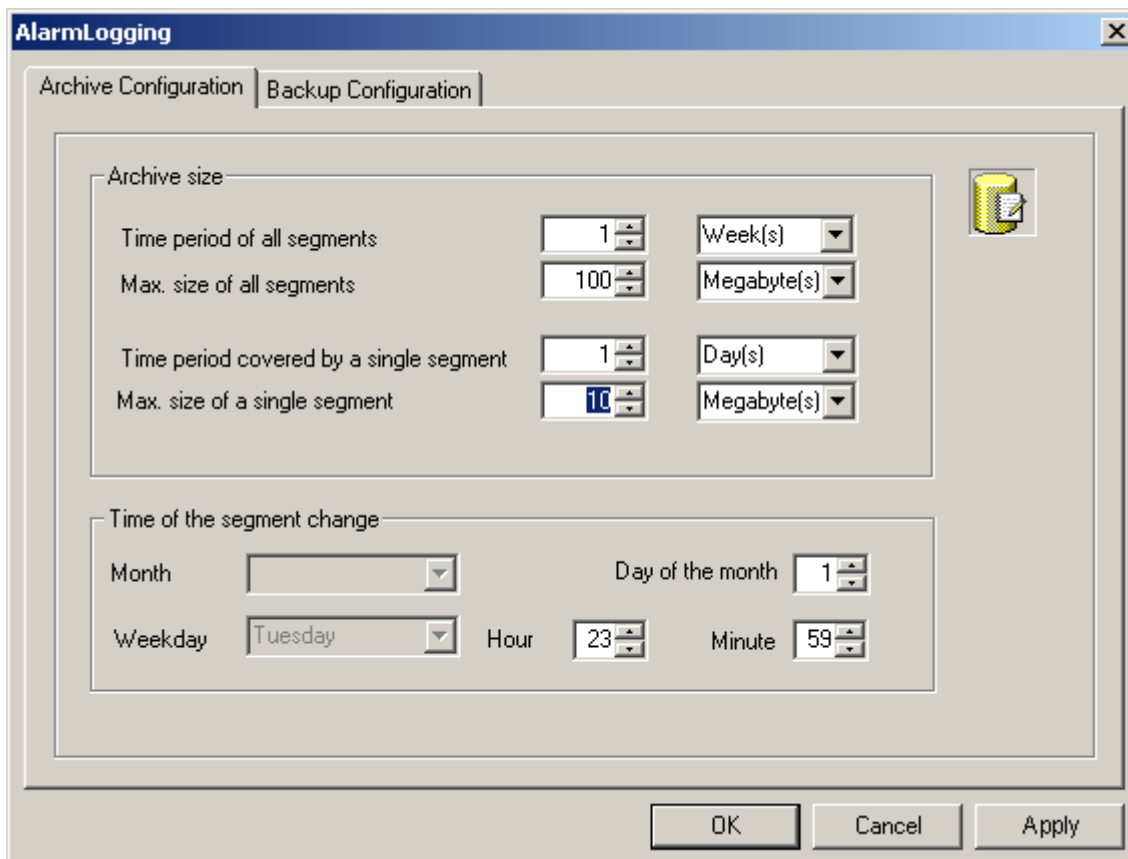 AlarmLogging
Archive Configuration Backup Configuration
Archive size
Time period of all segments 1 Week(s)
Max. size of all segments 100 Megabyte(s)
Time period covered by a single segment 1 Day(s)
Max. size of a single segment 10 Megabyte(s)
Time of the segment change
Month Day of the month 1
Weekday Tuesday Hour 23 Minute 59
OK Cancel Apply